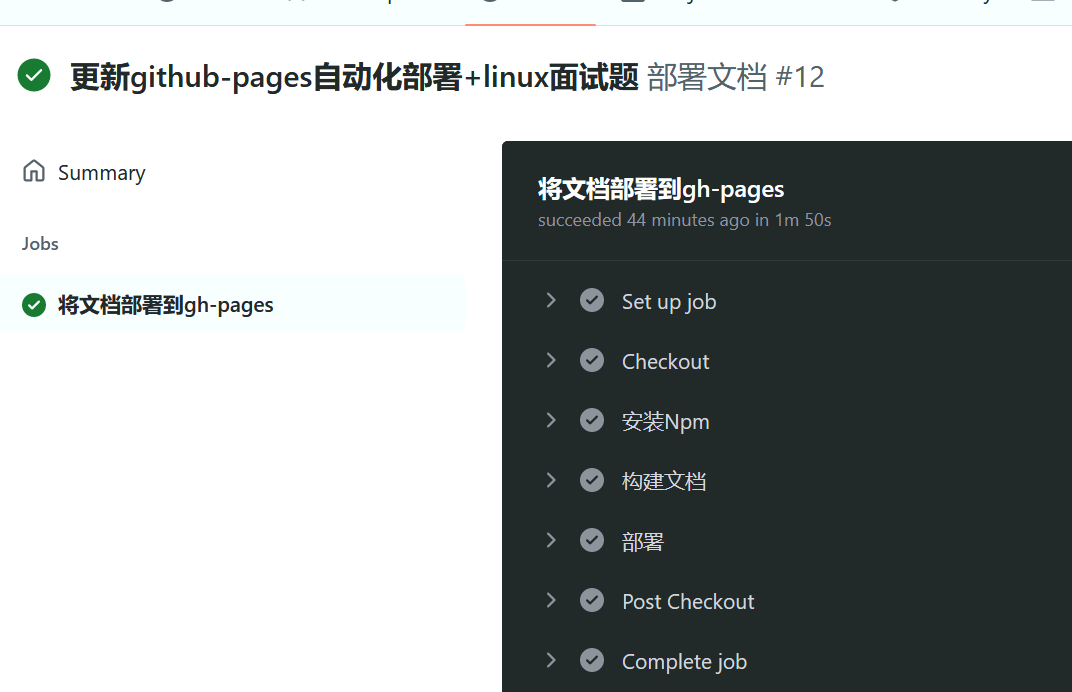 更新github-pages自动化部署+linux面试题 部署文档 #12
Summary
Jobs
将文档部署到gh-pages
将文档部署到gh-pages
succeeded 44 minutes ago in 1m 50s
Set up job
Checkout
安装Npm
构建文档
部署
Post Checkout
Complete job